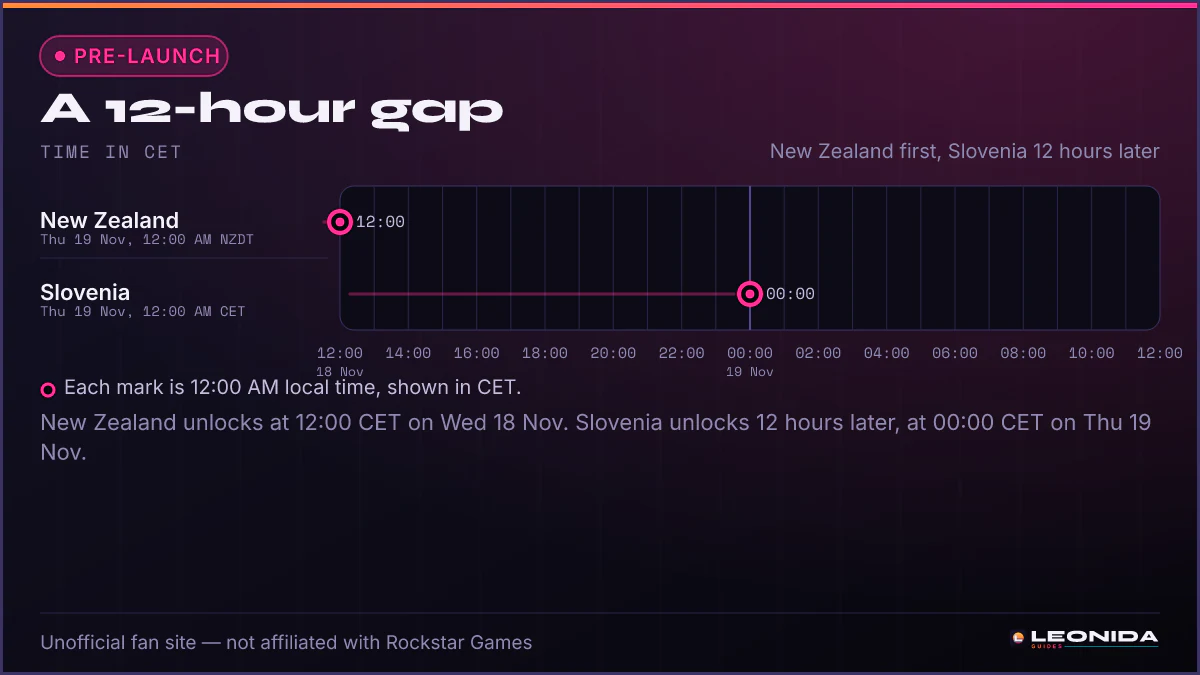 PRE-LAUNCH
A 12-hour gap
TIME IN CET
New Zealand first, Slovenia 12 hours later
New Zealand
Thu 19 Nov, 12:00 AM NZDT
12:00
Slovenia
Thu 19 Nov, 12:00 AM CET
00:00
12:00 14:00 16:00 18:00 20:00 22:00 00:00 02:00 04:00 06:00 08:00 10:00 12:00
18 Nov 19 Nov
Each mark is 12:00 AM local time, shown in CET.
New Zealand unlocks at 12:00 CET on Wed 18 Nov. Slovenia unlocks 12 hours later, at 00:00 CET on Thu 19
Nov.
Unofficial fan site — not affiliated with Rockstar Games
LEONIDA
GUIDES